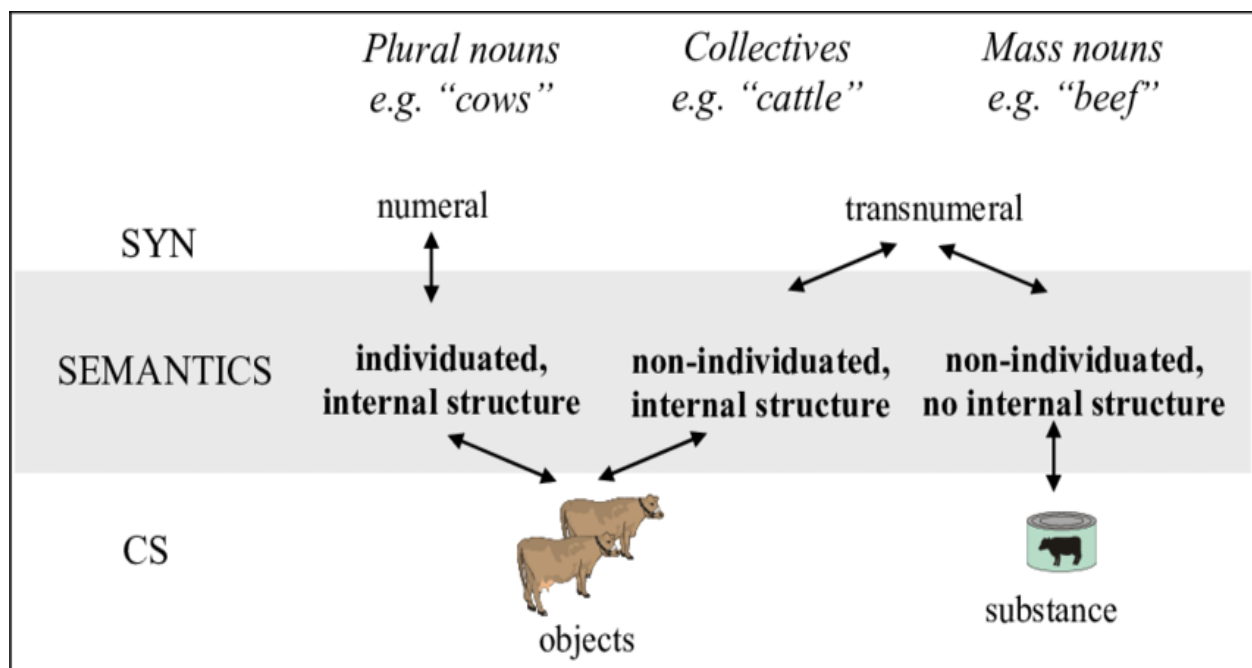 Plural nouns
e.g. “cows”
Collectives
e.g. “cattle”
Mass nouns
e.g. “beef”
numeral
transnumeral
SYN
SEMANTICS
individuated,
internal structure
non-individuated,
internal structure
non-individuated,
no internal structure
CS
objects
substance